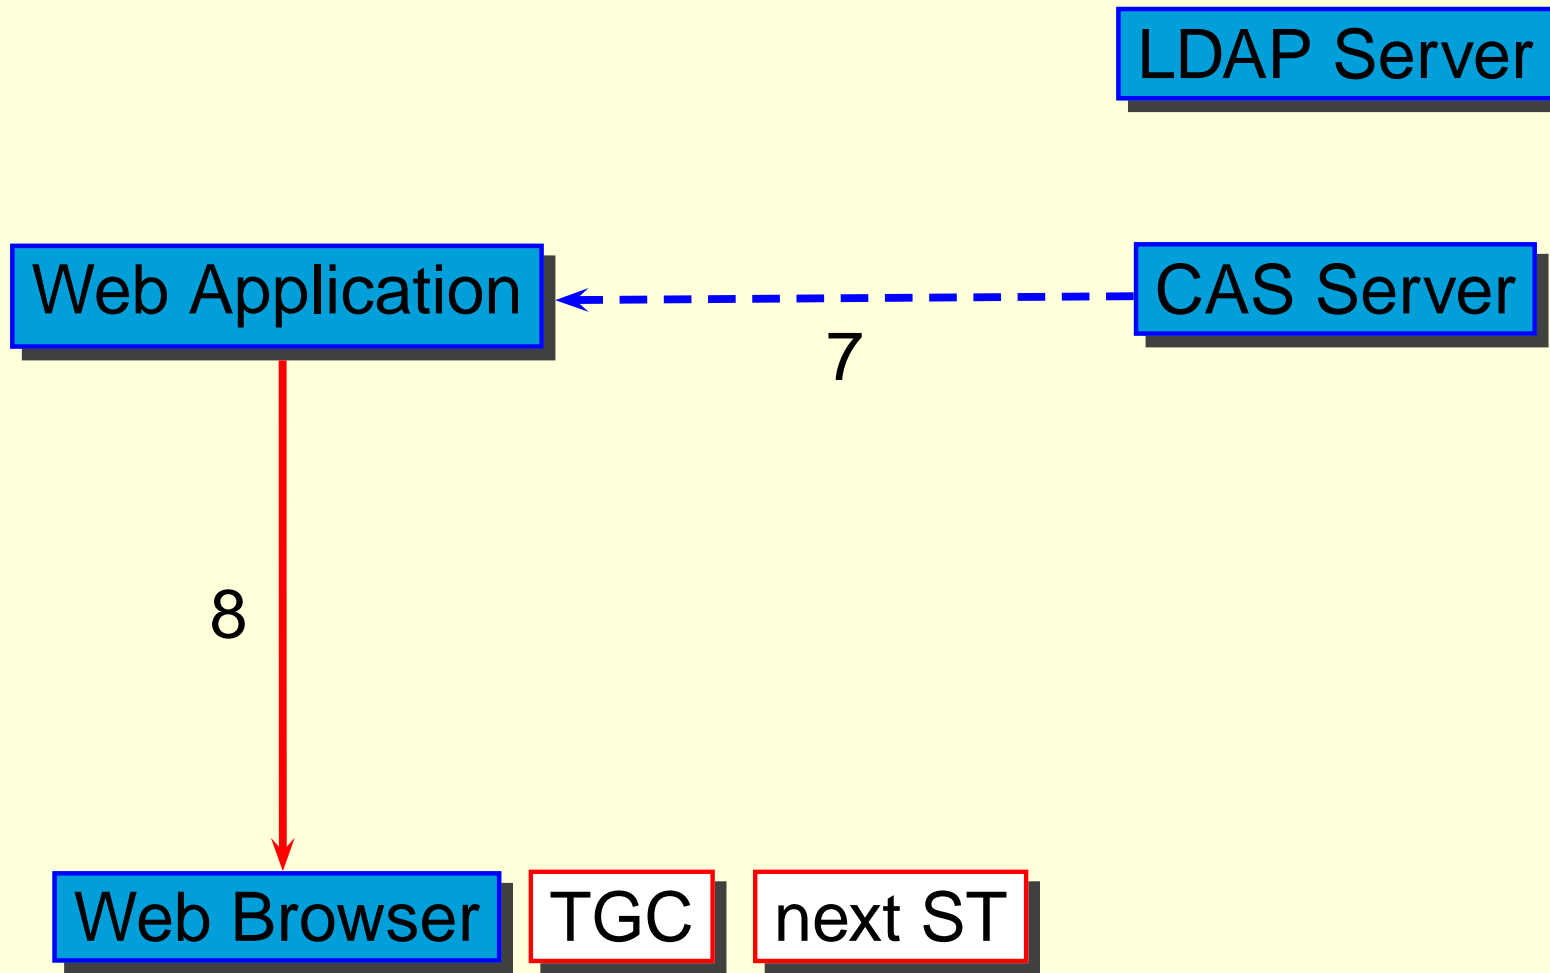 LDAP Server
Web Application
CAS Server
7
8
Web Browser
TGC
next ST